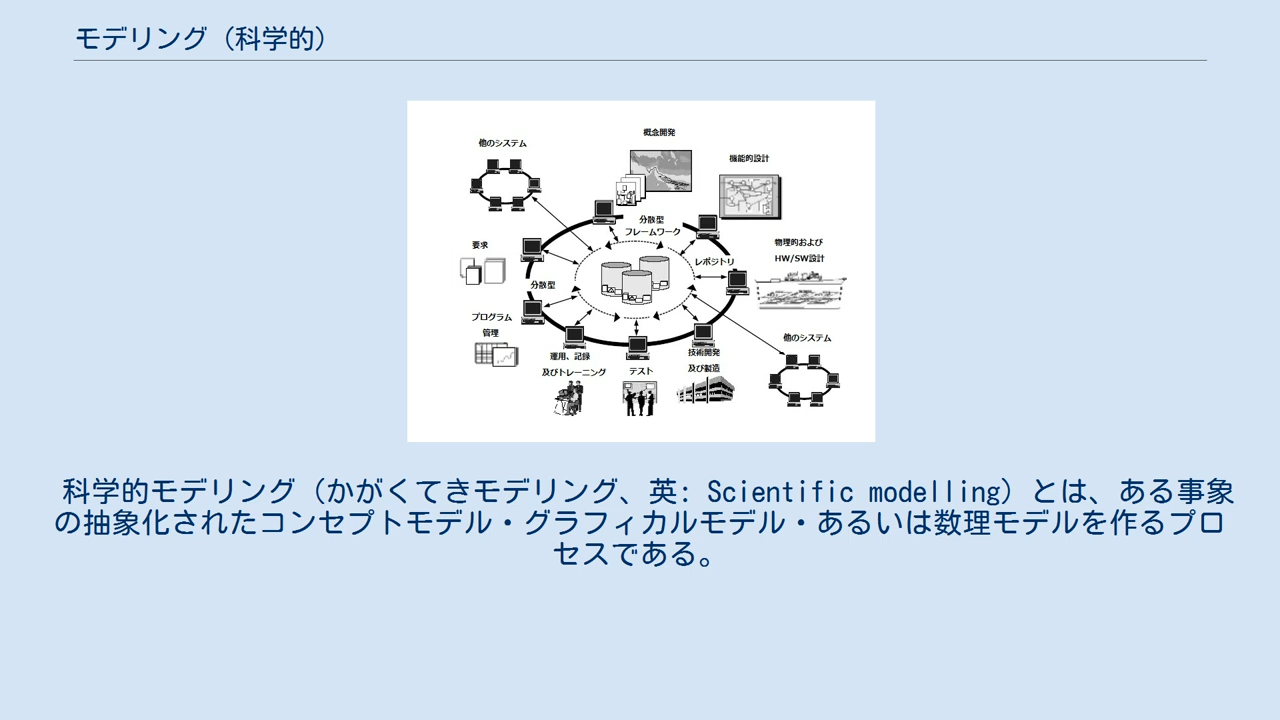 モデリング（科学的）
概念開発
他のシステム
機能的設計
分散型
フレームワーク
要求
物理的および
HW/SW設計
レポジトリ
分散型
プログラム
管理
他のシステム
運用、記録
及びトレーニング
テスト
技術開発
及び製造
科学的モデリング（かがくてきモデリング、英: Scientific modelling）とは、ある事象
の抽象化されたコンセプトモデル・グラフィカルモデル・あるいは数理モデルを作るプロ
セスである。